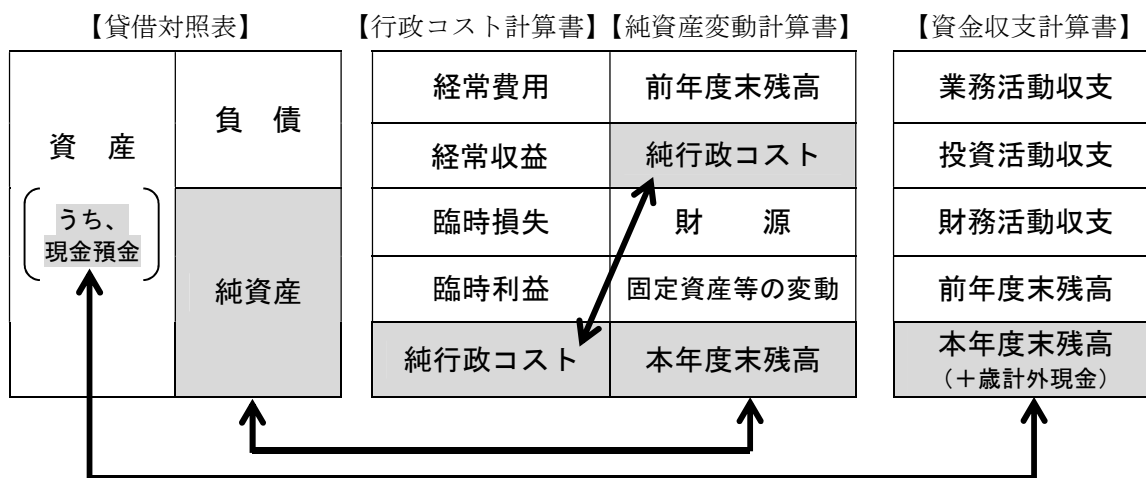 【貸借対照表】
資　産
うち、
現金預金
負　債
純資産
【行政コスト計算書】【純資産変動計算書】
経常費用
経常収益
臨時損失
臨時利益
純行政コスト
前年度末残高
純行政コスト
財　　源
固定資産等の変動
本年度末残高
【資金収支計算書】
業務活動収支
投資活動収支
財務活動収支
前年度末残高
本年度末残高
（＋歳計外現金）